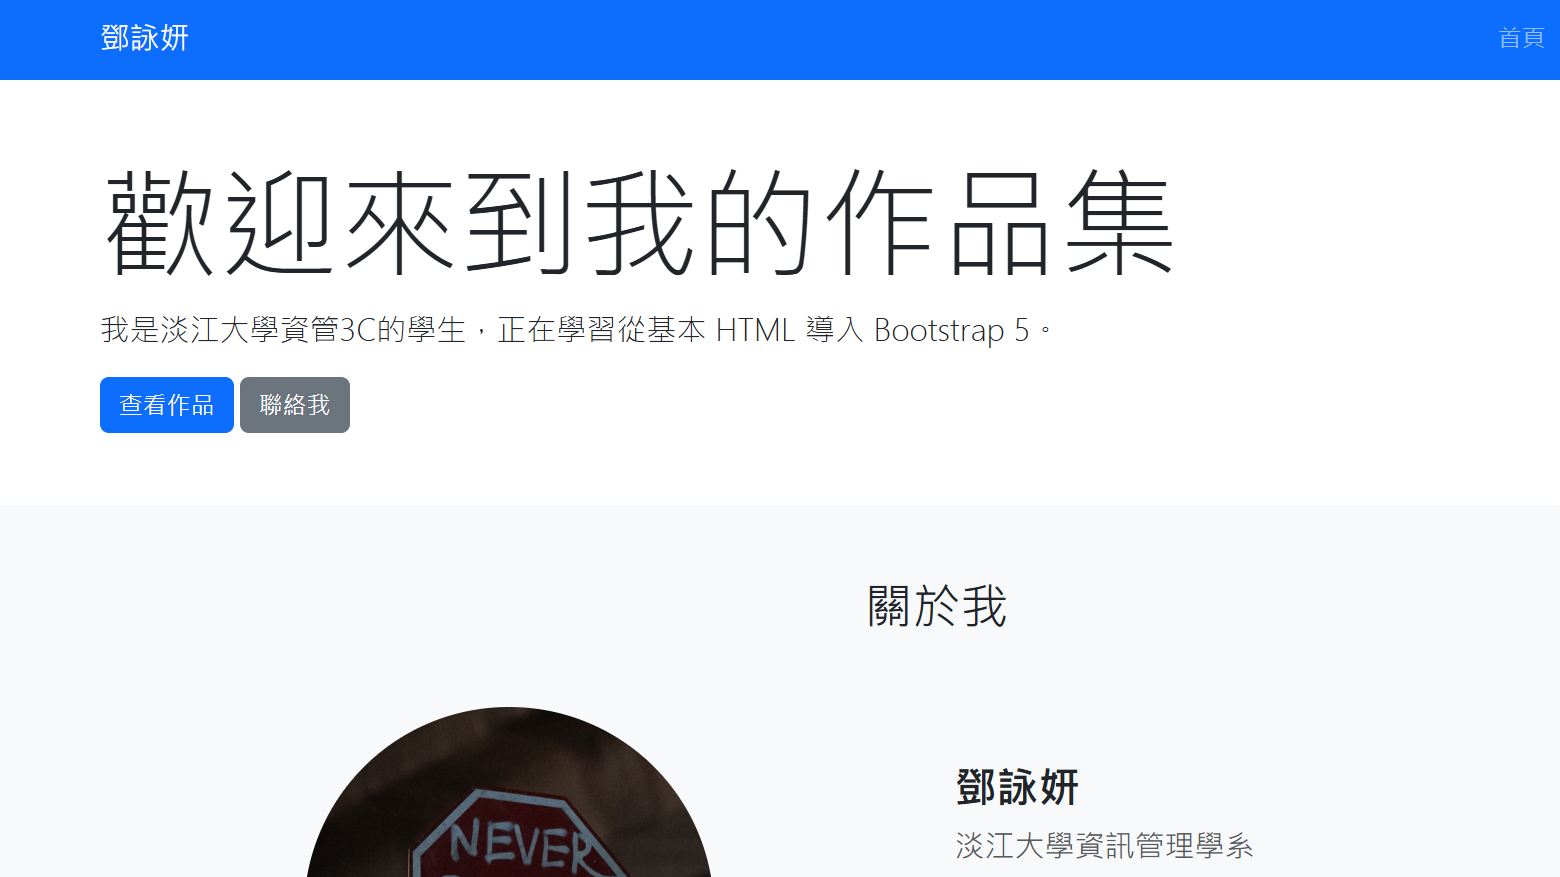 鄧詠妍
首頁
歡迎來到我的作品集
我是淡江大學資管3C的學生，正在學習從基本 HTML 導入 Bootstrap 5。
查看作品
聯絡我
關於我
NEVER
鄧詠妍
淡江大學資訊管理學系